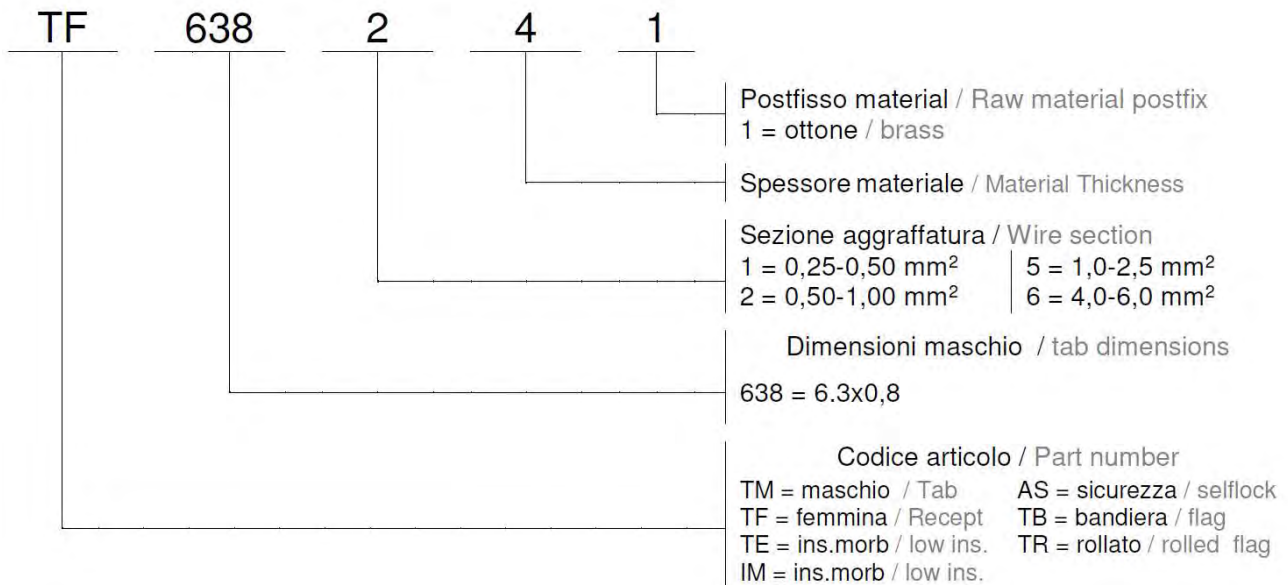 TF 638 2 4 1
Postfisso material / Raw material postfix
1 = ottone / brass
Spessore materiale / Material Thickness
Sezione aggraffatura / Wire section
1 = 0,25-0,50 mm² 5 = 1,0-2,5 mm²
2 = 0,50-1,00 mm² 6 = 4,0-6,0 mm²
Dimensioni maschio / tab dimensions
638 = 6.3x0,8
Codice articolo / Part number
TM = maschio / Tab AS = sicurezza / selflock
TF = femmina / Recept TB = bandiera / flag
TE = ins.morb / low ins. TR = rollato / rolled flag
IM = ins.morb / low ins.